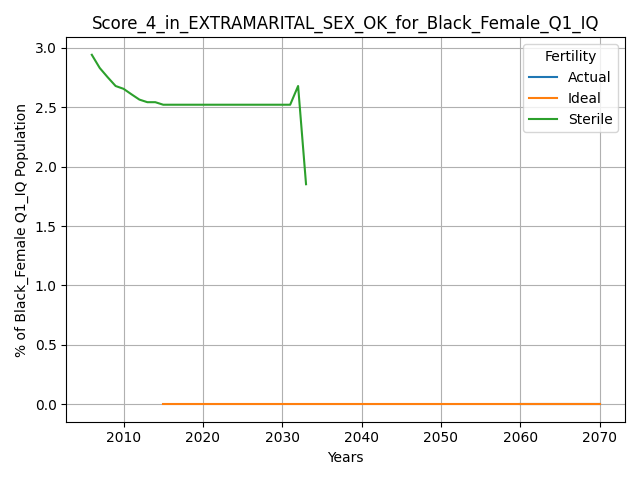 Score_4_in_EXTRAMARITAL_SEX_OK_for_Black_Female_Q1_IQ
3.0
2.5
2.0
1.5
1.0
0.5
0.0
% of Black_Female Q1_IQ Population
Fertility
Actual
Ideal
Sterile
2010 2020 2030 2040 2050 2060 2070
Years